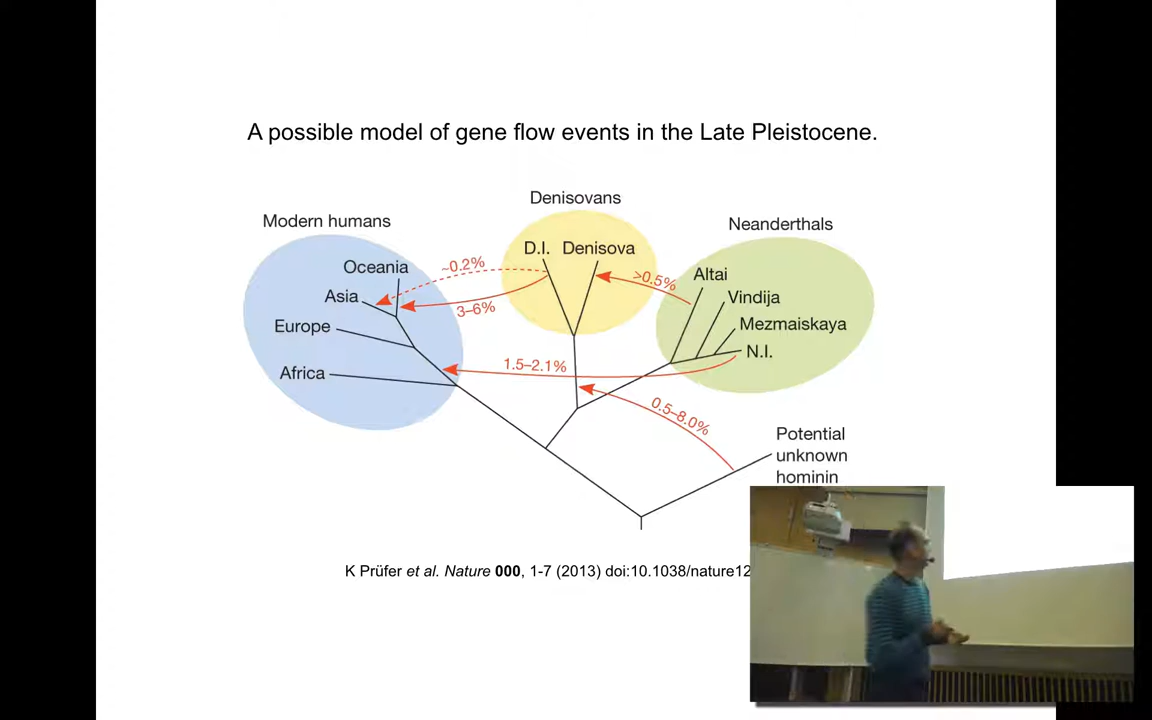 A possible model of gene flow events in the Late Pleistocene.
Denisovans
Modern humans
Neanderthals
D.I. Denisova
Oceania
~0.2%
>0.5%
Altai
Asia
3–6%
Vindija
Europe
Mezmaiskaya
N.I.
1.5–2.1%
Africa
0.5–8.0%
Potential
unknown
hominin
K Prüfer et al. Nature 000, 1-7 (2013) doi:10.1038/nature12